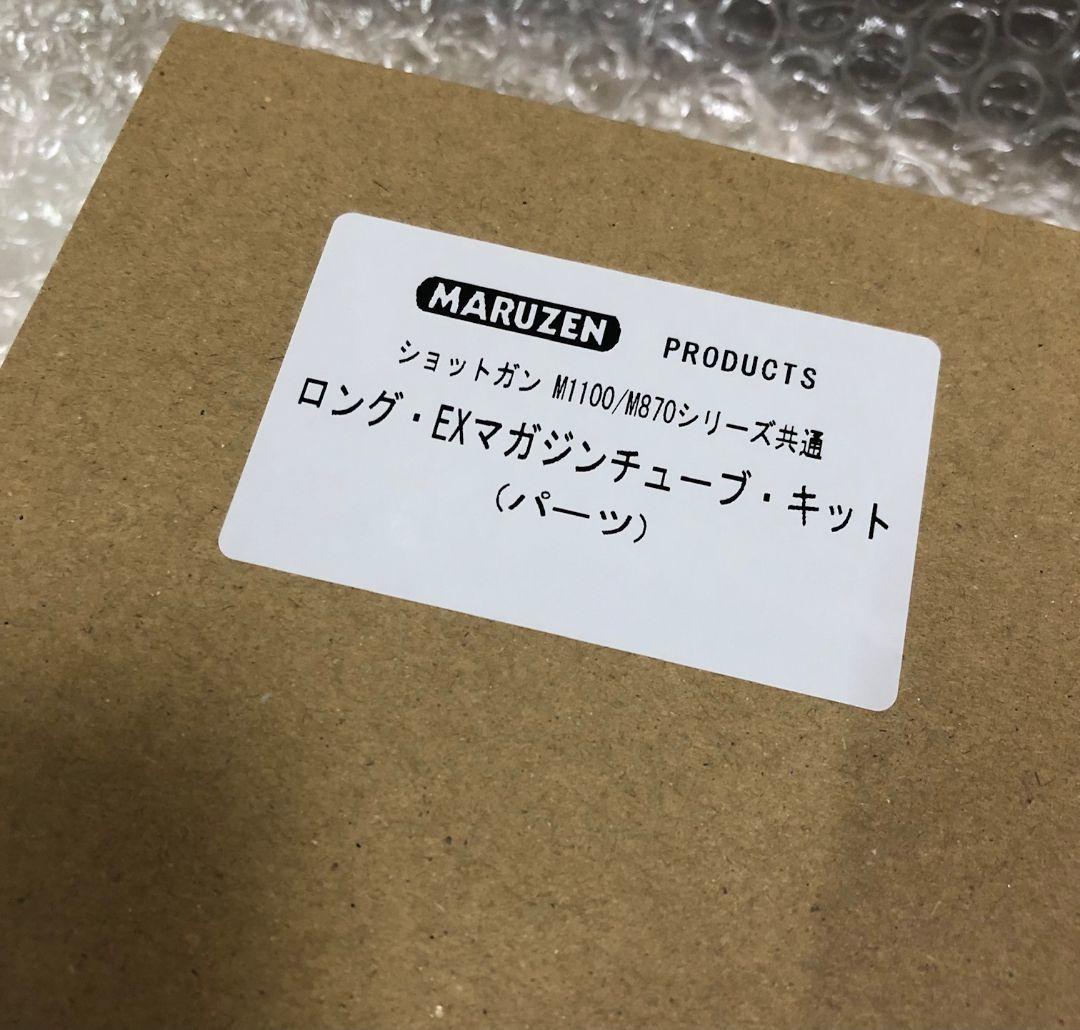 MARUZEN PRODUCTS
ショットガン M1100/M870シリーズ共通
ロング・EXマガジンチューブ・キット
(パーツ)